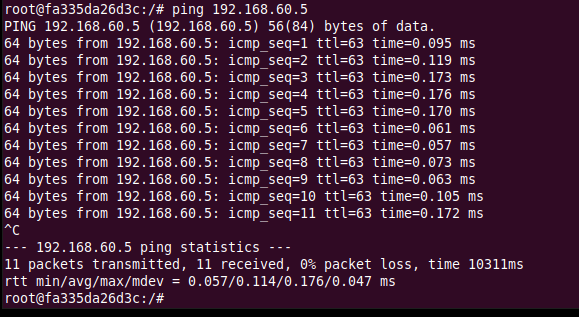 root@fa335da26d3c:/# ping 192.168.60.5
PING 192.168.60.5 (192.168.60.5) 56(84) bytes of data.
64 bytes from 192.168.60.5: icmp_seq=1 ttl=63 time=0.095 ms
64 bytes from 192.168.60.5: icmp_seq=2 ttl=63 time=0.119 ms
64 bytes from 192.168.60.5: icmp_seq=3 ttl=63 time=0.173 ms
64 bytes from 192.168.60.5: icmp_seq=4 ttl=63 time=0.176 ms
64 bytes from 192.168.60.5: icmp_seq=5 ttl=63 time=0.170 ms
64 bytes from 192.168.60.5: icmp_seq=6 ttl=63 time=0.061 ms
64 bytes from 192.168.60.5: icmp_seq=7 ttl=63 time=0.057 ms
64 bytes from 192.168.60.5: icmp_seq=8 ttl=63 time=0.073 ms
64 bytes from 192.168.60.5: icmp_seq=9 ttl=63 time=0.063 ms
64 bytes from 192.168.60.5: icmp_seq=10 ttl=63 time=0.105 ms
64 bytes from 192.168.60.5: icmp_seq=11 ttl=63 time=0.172 ms
^C
--- 192.168.60.5 ping statistics ---
11 packets transmitted, 11 received, 0% packet loss, time 10311ms
rtt min/avg/max/mdev = 0.057/0.114/0.176/0.047 ms
root@fa335da26d3c:/#